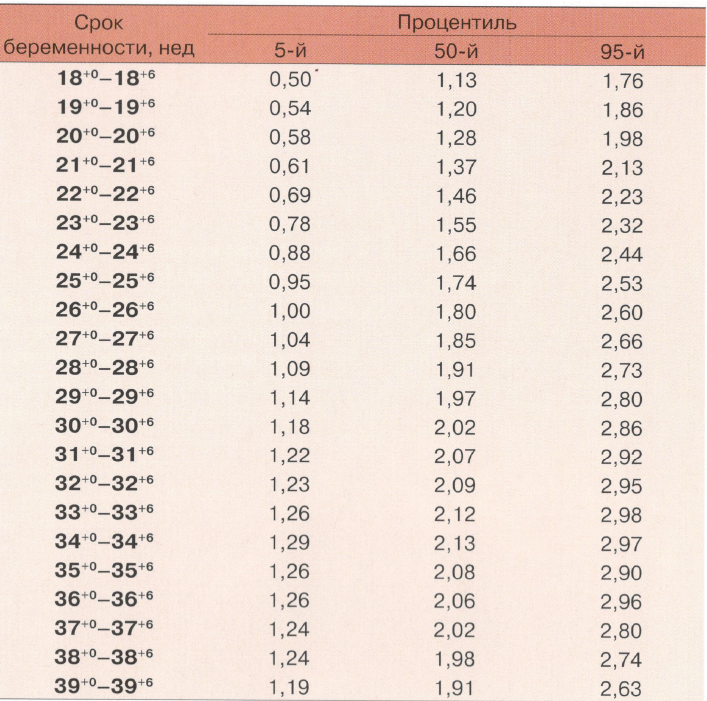 Срок Процентиль
беременности, нед 5-й 50-й 95-й
18⁺⁰–18⁺⁶ 0,50 1,13 1,76
19⁺⁰–19⁺⁶ 0,54 1,20 1,86
20⁺⁰–20⁺⁶ 0,58 1,28 1,98
21⁺⁰–21⁺⁶ 0,61 1,37 2,13
22⁺⁰–22⁺⁶ 0,69 1,46 2,23
23⁺⁰–23⁺⁶ 0,78 1,55 2,32
24⁺⁰–24⁺⁶ 0,88 1,66 2,44
25⁺⁰–25⁺⁶ 0,95 1,74 2,53
26⁺⁰–26⁺⁶ 1,00 1,80 2,60
27⁺⁰–27⁺⁶ 1,04 1,85 2,66
28⁺⁰–28⁺⁶ 1,09 1,91 2,73
29⁺⁰–29⁺⁶ 1,14 1,97 2,80
30⁺⁰–30⁺⁶ 1,18 2,02 2,86
31⁺⁰–31⁺⁶ 1,22 2,07 2,92
32⁺⁰–32⁺⁶ 1,23 2,09 2,95
33⁺⁰–33⁺⁶ 1,26 2,12 2,98
34⁺⁰–34⁺⁶ 1,29 2,13 2,97
35⁺⁰–35⁺⁶ 1,26 2,08 2,90
36⁺⁰–36⁺⁶ 1,26 2,06 2,96
37⁺⁰–37⁺⁶ 1,24 2,02 2,80
38⁺⁰–38⁺⁶ 1,24 1,98 2,74
39⁺⁰–39⁺⁶ 1,19 1,91 2,63